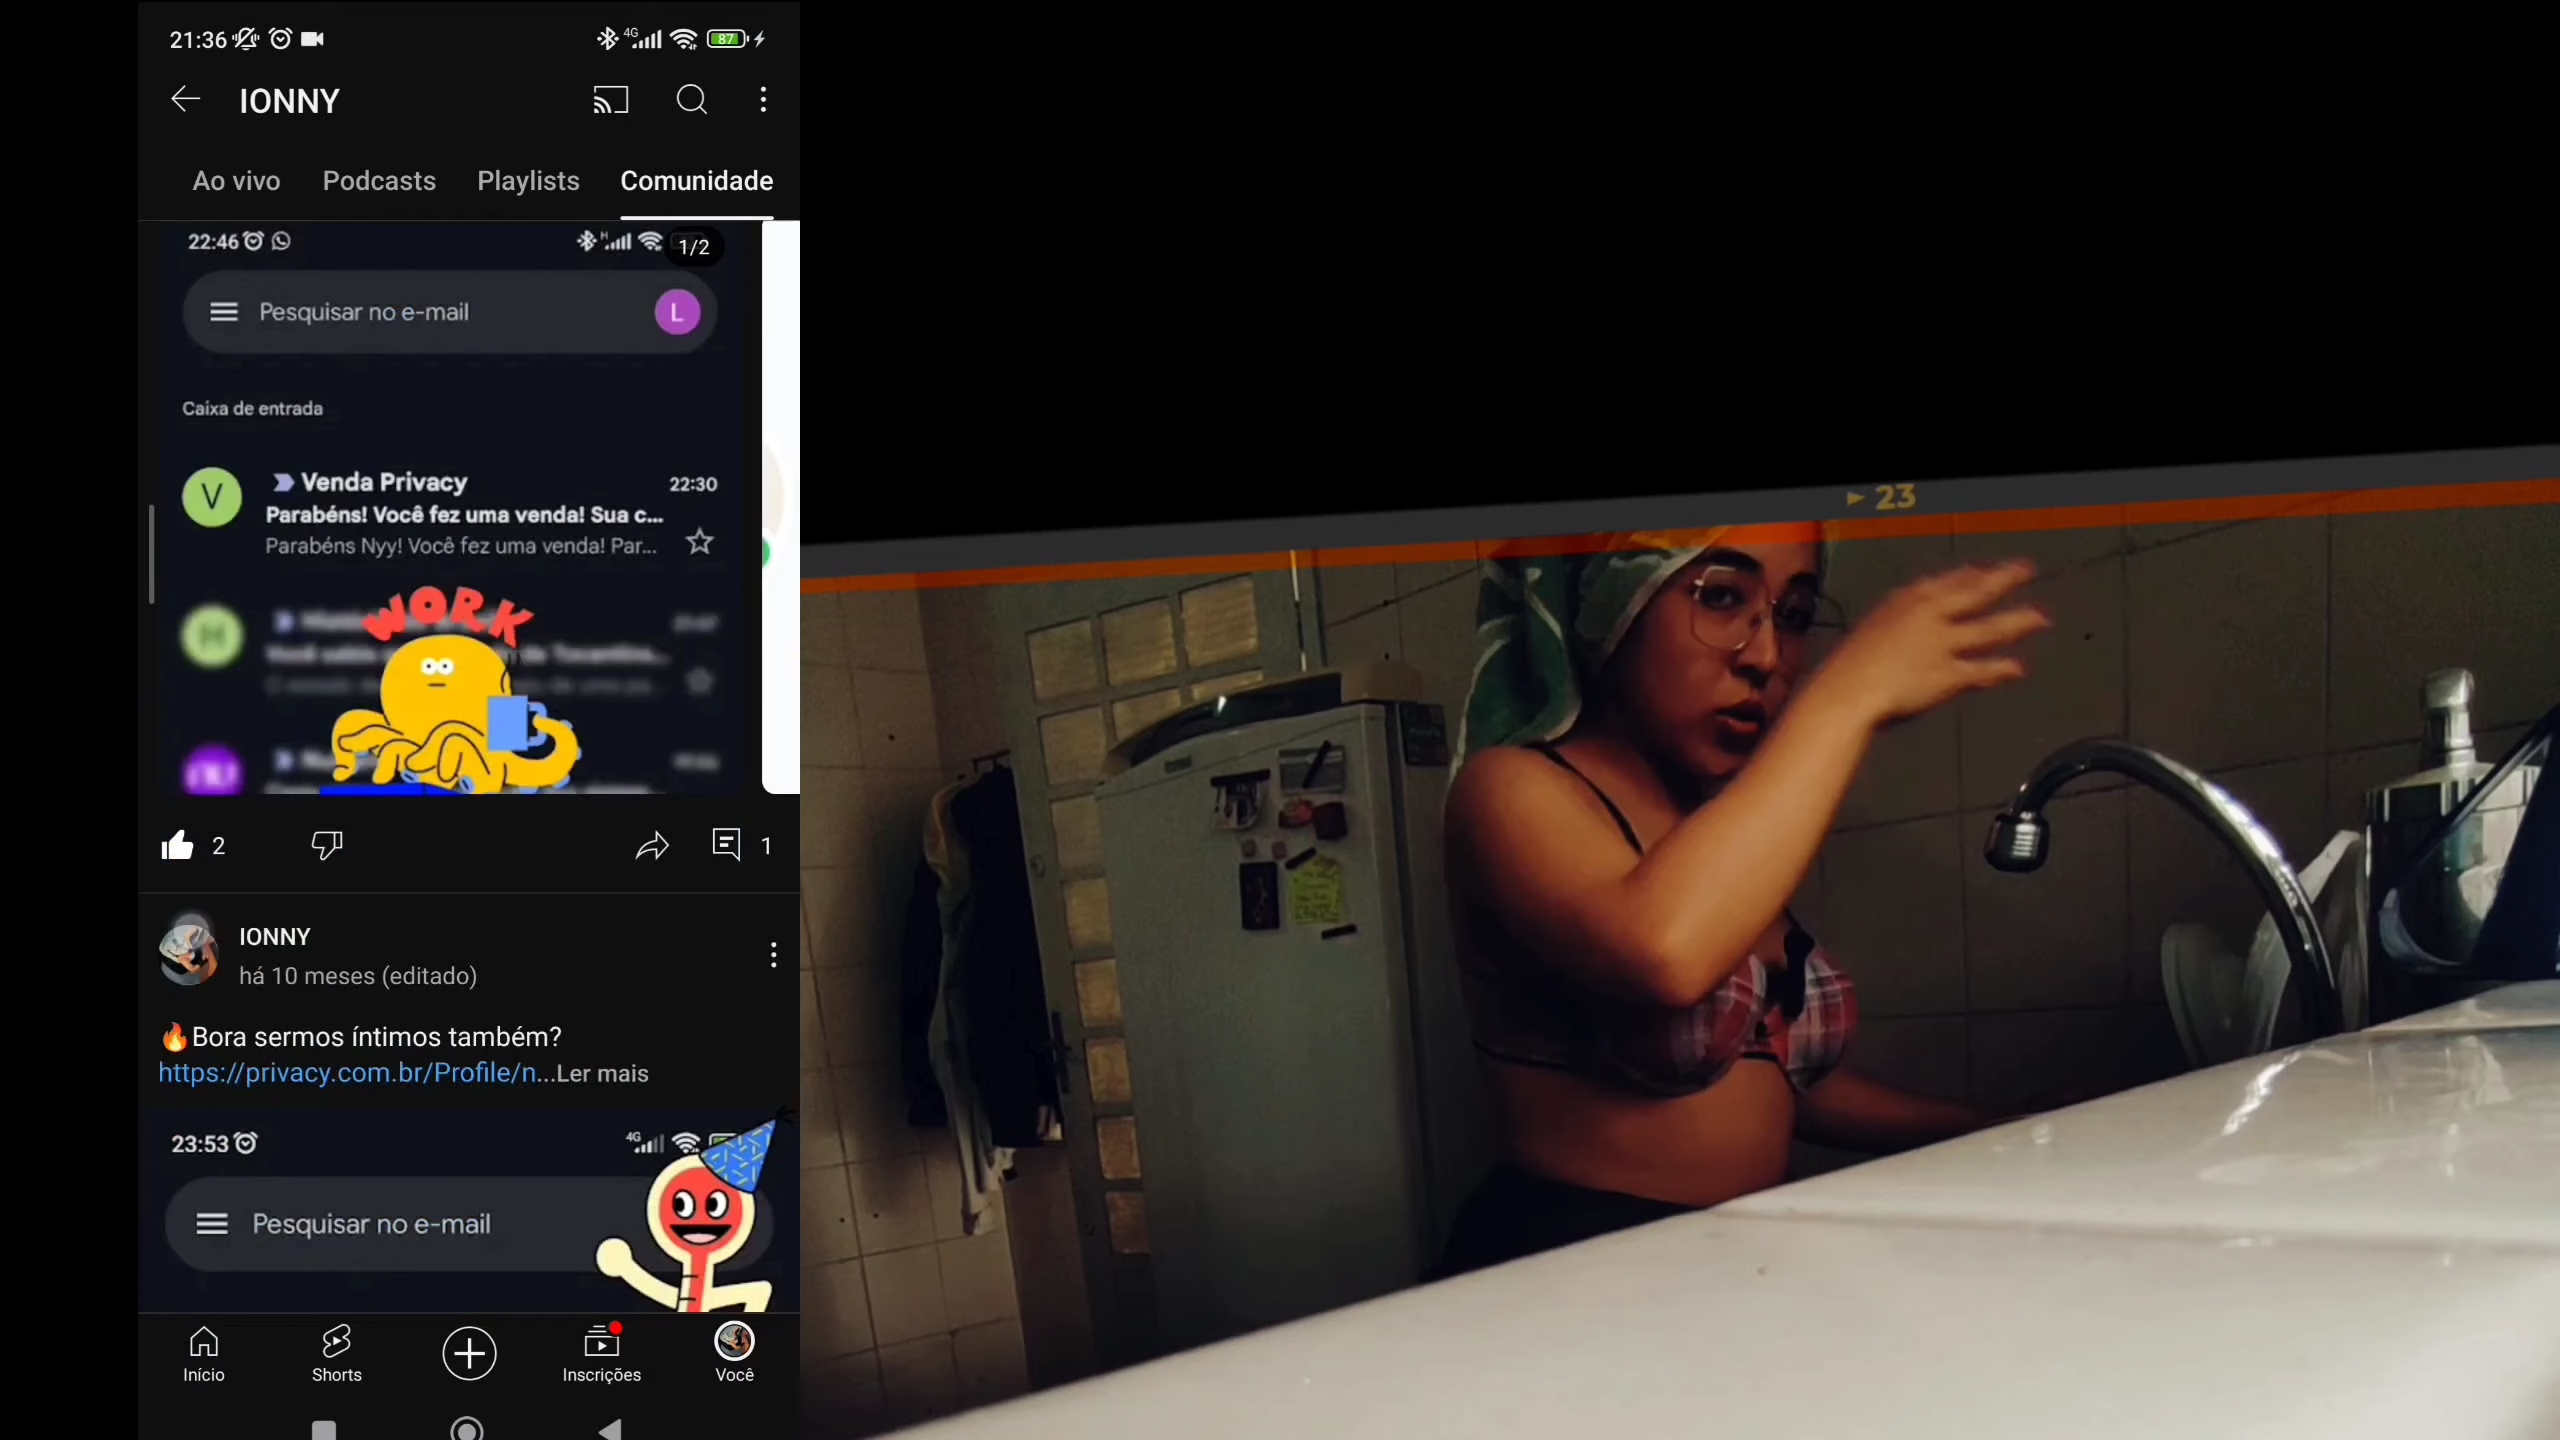 21:36
4G
87
IONNY
Ao vivo Podcasts Playlists Comunidade
22:46
H
1/2
Pesquisar no e-mail
L
Caixa de entrada
V
Venda Privacy
22:30
Parabéns! Você fez uma venda! Sua c...
Parabéns Nyy! Você fez uma venda! Par...
WORK
H
2
1
IONNY
há 10 meses (editado)
🔥Bora sermos íntimos também?
https://privacy.com.br/Profile/n...Ler mais
23:53
4G
Pesquisar no e-mail
Início
Shorts
Inscrições
Você
▶ 23